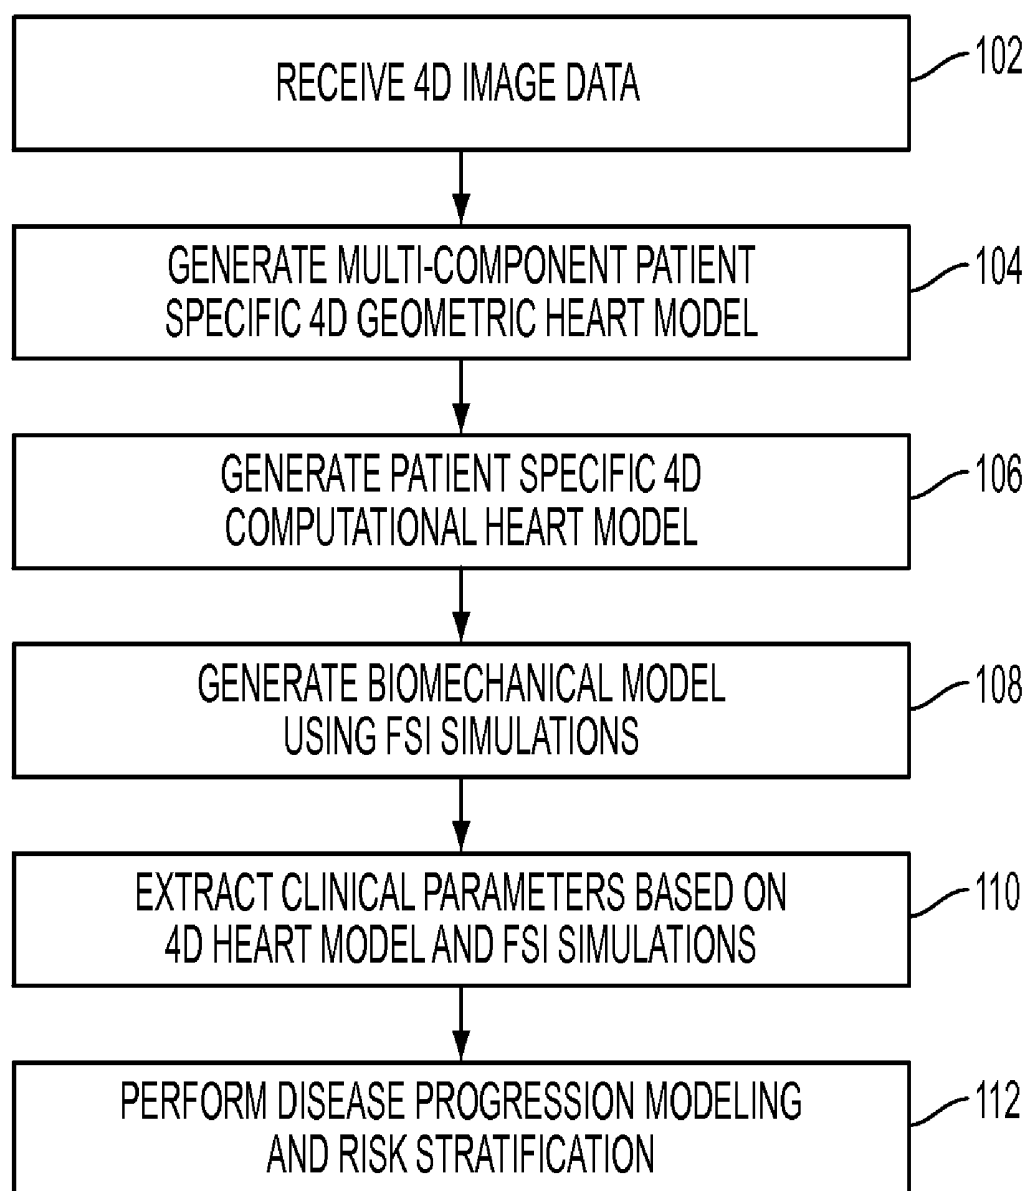 RECEIVE 4D IMAGE DATA
102
GENERATE MULTI-COMPONENT PATIENT
SPECIFIC 4D GEOMETRIC HEART MODEL
104
GENERATE PATIENT SPECIFIC 4D
COMPUTATIONAL HEART MODEL
106
GENERATE BIOMECHANICAL MODEL
USING FSI SIMULATIONS
108
EXTRACT CLINICAL PARAMETERS BASED ON
4D HEART MODEL AND FSI SIMULATIONS
110
PERFORM DISEASE PROGRESSION MODELING
AND RISK STRATIFICATION
112